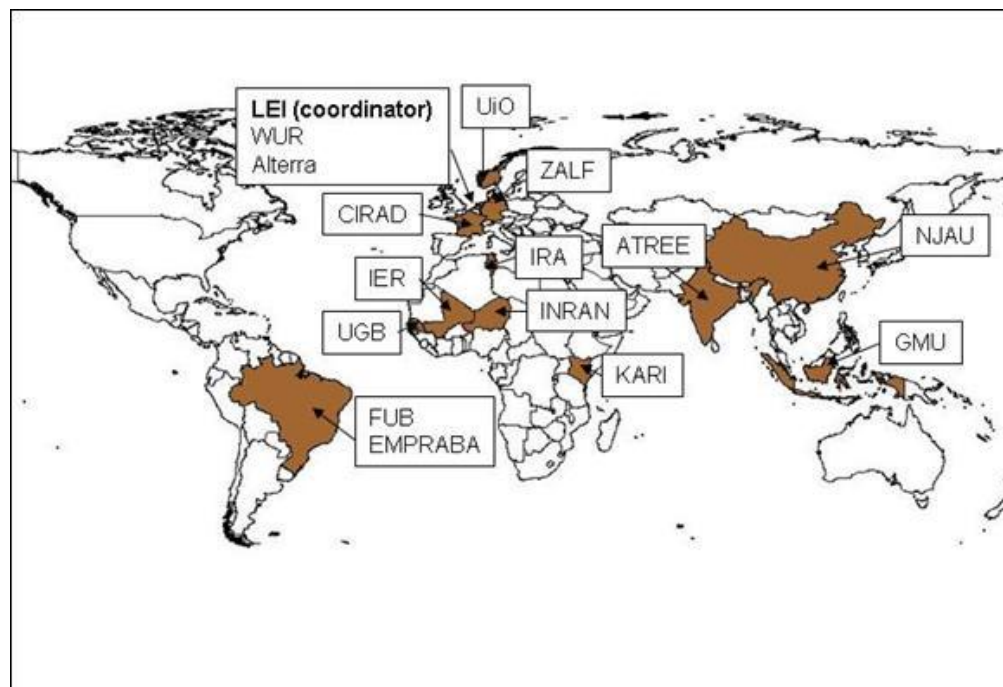 UiO
LEI (coordinator)
WUR
Alterra
ZALF
CIRAD
NJAU
IRA
ATREE
IER
INRAN
UGB
GMU
KARI
FUB
EMPRABA